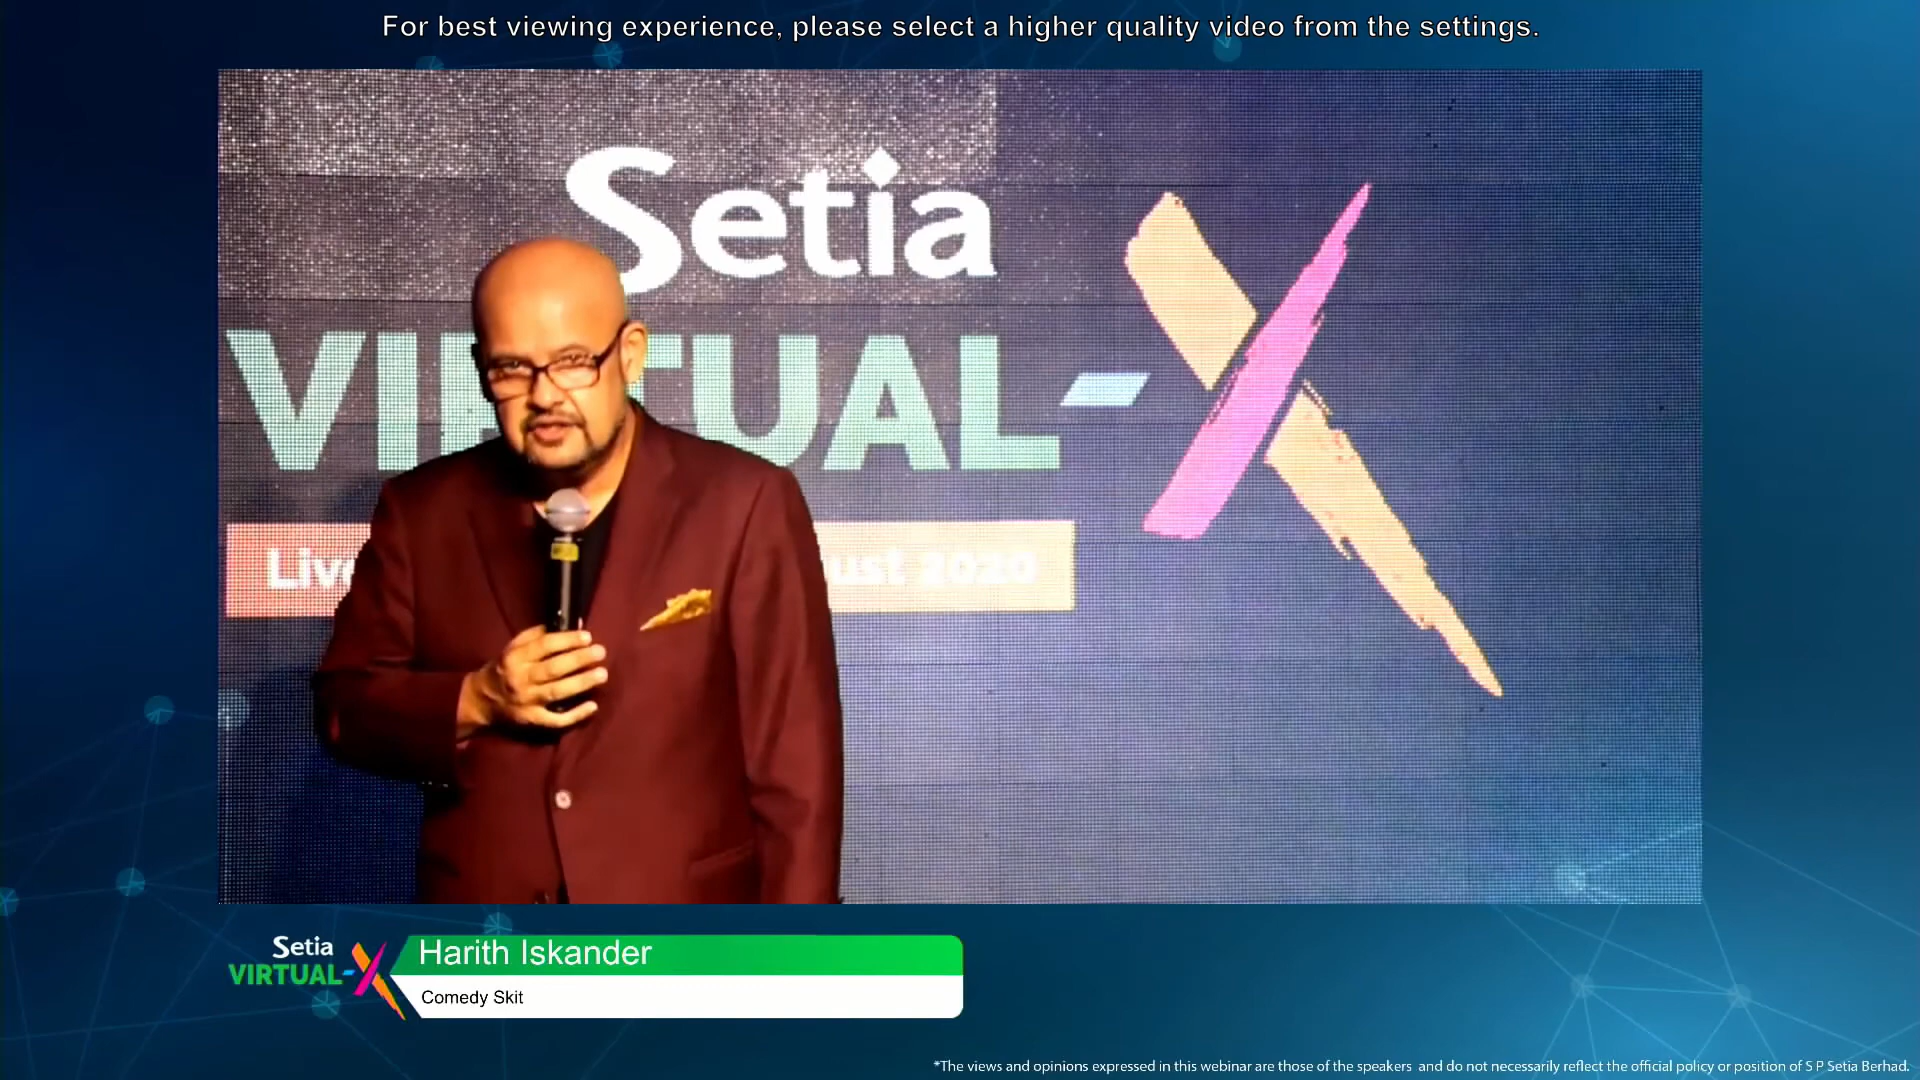 For best viewing experience, please select a higher quality video from the settings.
Setia
VIRTUAL-X
Live
2020
Setia
VIRTUAL-X
Harith Iskander
Comedy Skit
*The views and opinions expressed in this webinar are those of the speakers and do not necessarily reflect the official policy or position of S P Setia Berhad.